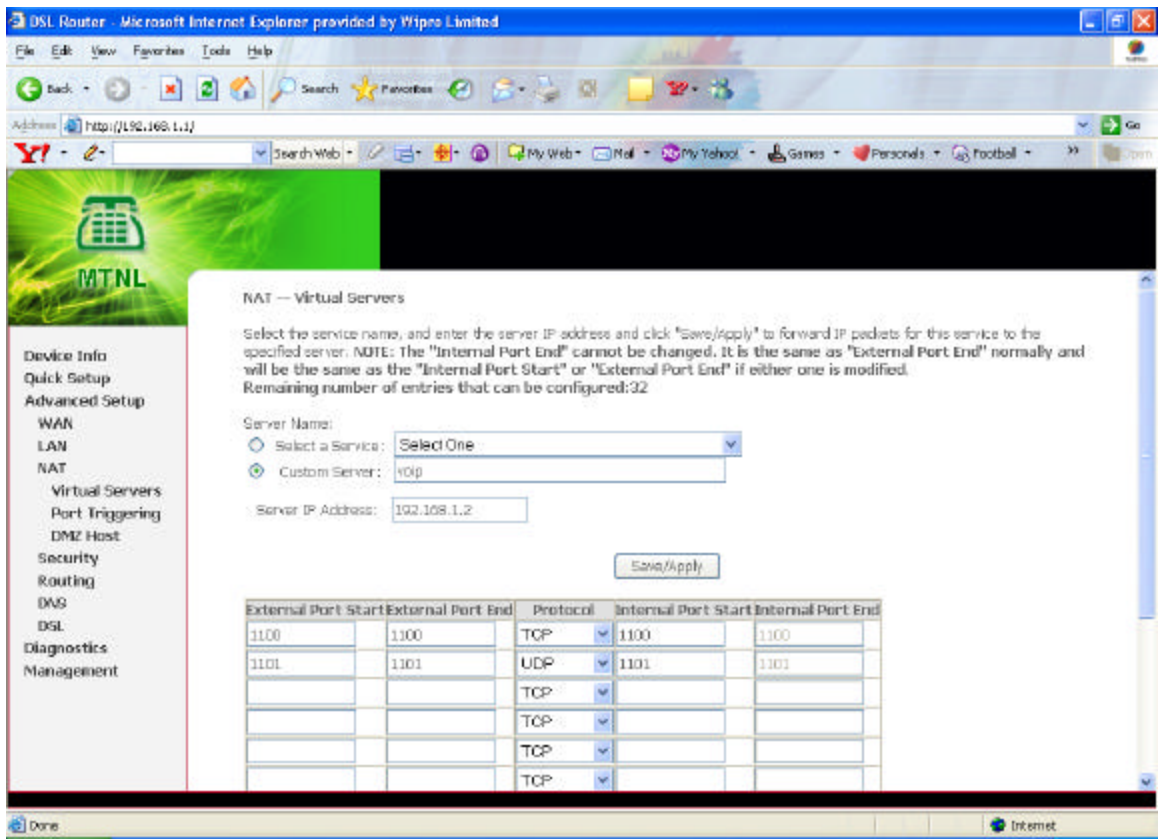 DSL Router - Microsoft Internet Explorer provided by Wipro Limited
File Edit View Favorites Tools Help
Back Search Favorites
Address http://192.168.1.1/ Go
Y! Search Web My Web Mail My Yahoo! Games Personals Football »
MTNL
Device Info
Quick Setup
Advanced Setup
WAN
LAN
NAT
Virtual Servers
Port Triggering
DMZ Host
Security
Routing
DNS
DSL
Diagnostics
Management
NAT -- Virtual Servers
Select the service name, and enter the server IP address and click "Save/Apply" to forward IP packets for this service to the
specified server. NOTE: The "Internal Port End" cannot be changed. It is the same as "External Port End" normally and
will be the same as the "Internal Port Start" or "External Port End" if either one is modified.
Remaining number of entries that can be configured:32
Server Name:
Select a Service: Select One
Custom Server: voip
Server IP Address: 192.168.1.2
Save/Apply
External Port Start External Port End Protocol Internal Port Start Internal Port End
1100 1100 TCP 1100 1100
1101 1101 UDP 1101 1101
TCP
TCP
TCP
TCP
Done Internet